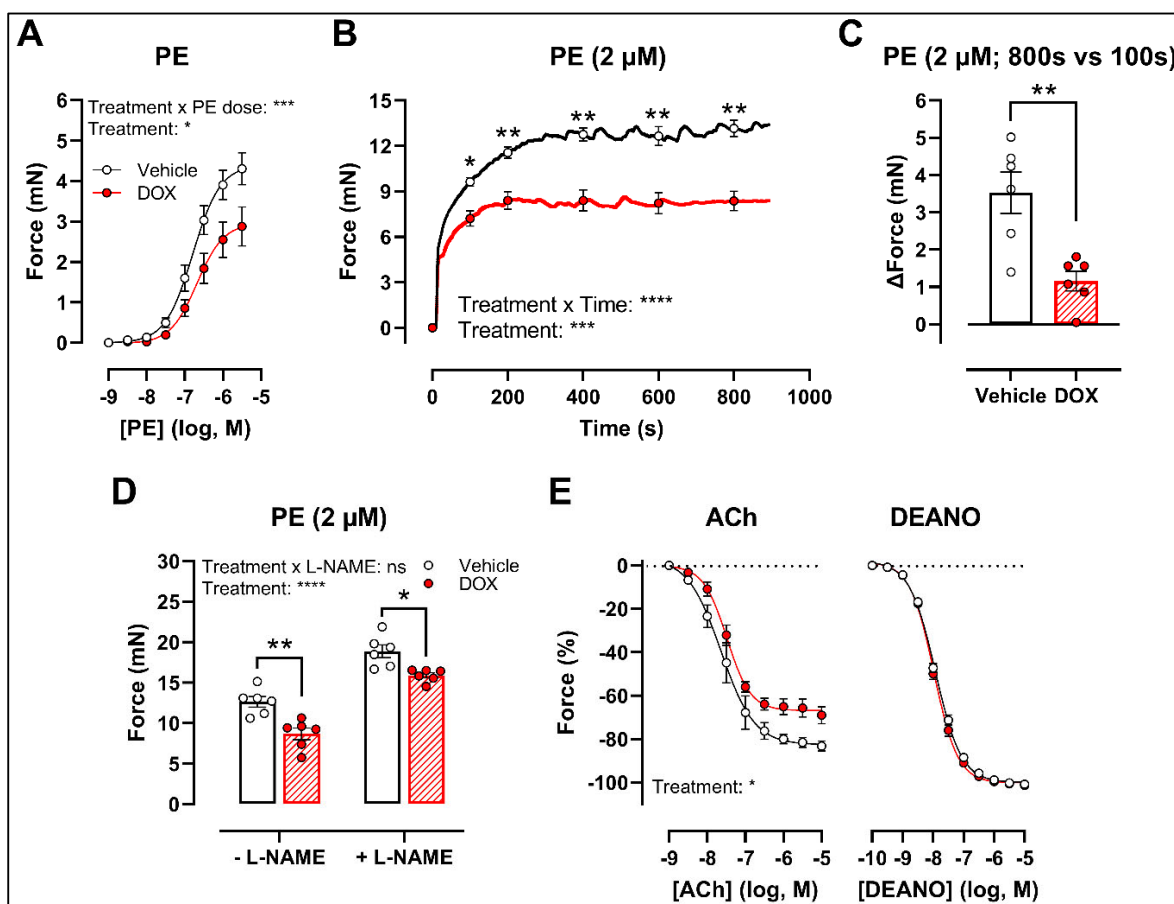 A
PE
Treatment x PE dose: ***
Treatment: *
Vehicle
DOX
Force (mN)
6
5
4
3
2
1
0
-9 -8 -7 -6 -5
[PE] (log, M)
B
PE (2 µM)
Force (mN)
15
12
9
6
3
0
* ** ** ** **
Treatment x Time: ****
Treatment: ***
0 200 400 600 800 1000
Time (s)
C
PE (2 µM; 800s vs 100s)
**
ΔForce (mN)
6
5
4
3
2
1
0
Vehicle DOX
D
PE (2 µM)
Treatment x L-NAME: ns
Treatment: ****
Vehicle
DOX
Force (mN)
30
25
20
15
10
5
0
** *
- L-NAME + L-NAME
E
ACh
Force (%)
0
-20
-40
-60
-80
-100
Treatment: *
-9 -8 -7 -6 -5
[ACh] (log, M)
DEANO
-10 -9 -8 -7 -6 -5
[DEANO] (log, M)